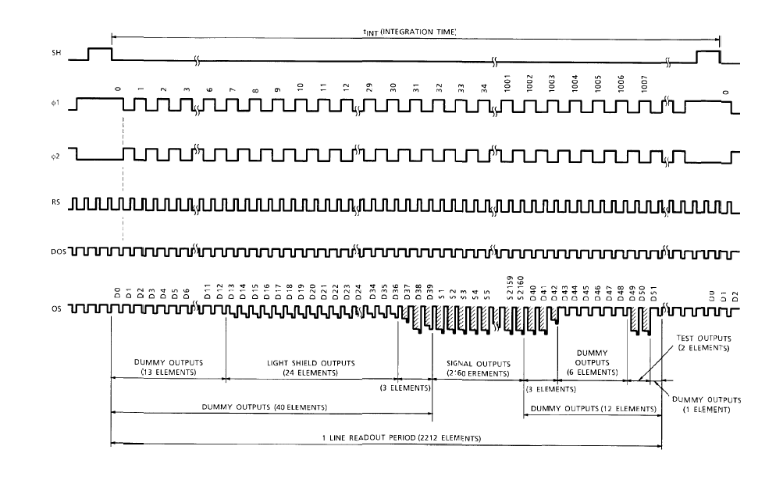 tINT (INTEGRATION TIME)
SH
0 1 2 3 6 7 8 9 10 11 12 29 30 31 32 33 34 1001 1002 1003 1004 1005 1006 1007 0
φ1
φ2
RS
DOS
D0 D1 D2 D3 D4 D5 D6 D11 D12 D13 D14 D15 D16 D17 D18 D19 D20 D21 D22 D23 D24 D34 D35 D36 D37 D38 D39 S1 S2 S3 S4 S5 S2159 S2160 D40 D41 D42 D43 D44 D45 D46 D47 D48 D49 D50 D51 D0 D1 D2
OS
DUMMY OUTPUTS
(13 ELEMENTS)
LIGHT SHIELD OUTPUTS
(24 ELEMENTS)
(3 ELEMENTS)
SIGNAL OUTPUTS
(2160 EREMENTS)
(3 ELEMENTS)
DUMMY
OUTPUTS
(6 ELEMENTS)
TEST OUTPUTS
(2 ELEMENTS)
DUMMY OUTPUTS
(1 ELEMENT)
DUMMY OUTPUTS (40 ELEMENTS)
DUMMY OUTPUTS (12 ELEMENTS)
1 LINE READOUT PERIOD (2212 ELEMENTS)